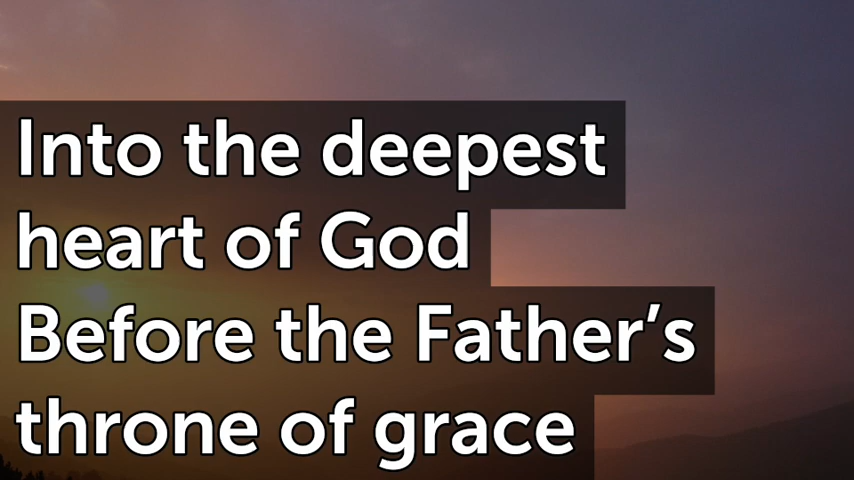 Into the deepest
heart of God
Before the Father’s
throne of grace